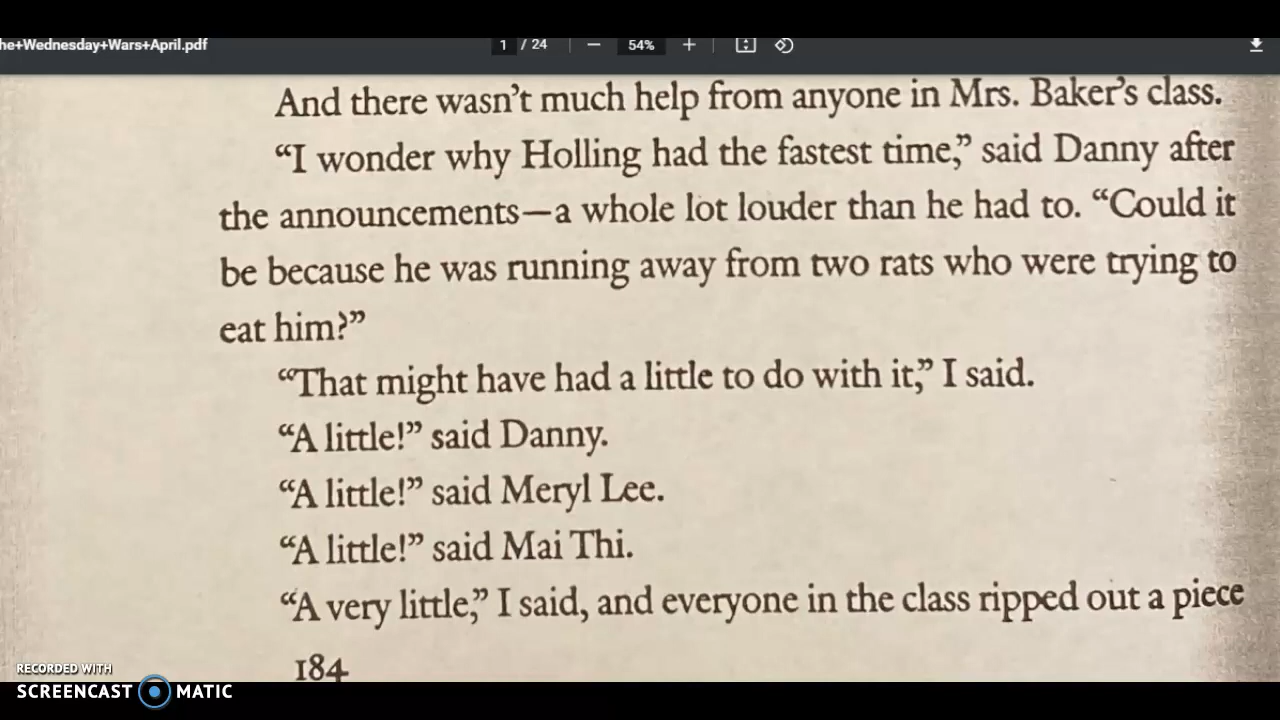 he+Wednesday+Wars+April.pdf
1 / 24
54%
And there wasn't much help from anyone in Mrs. Baker's class.
“I wonder why Holling had the fastest time,” said Danny after
the announcements—a whole lot louder than he had to. “Could it
be because he was running away from two rats who were trying to
eat him?”
“That might have had a little to do with it,” I said.
“A little!” said Danny.
“A little!” said Meryl Lee.
“A little!” said Mai Thi.
“A very little,” I said, and everyone in the class ripped out a piece
184
RECORDED WITH
SCREENCAST MATIC